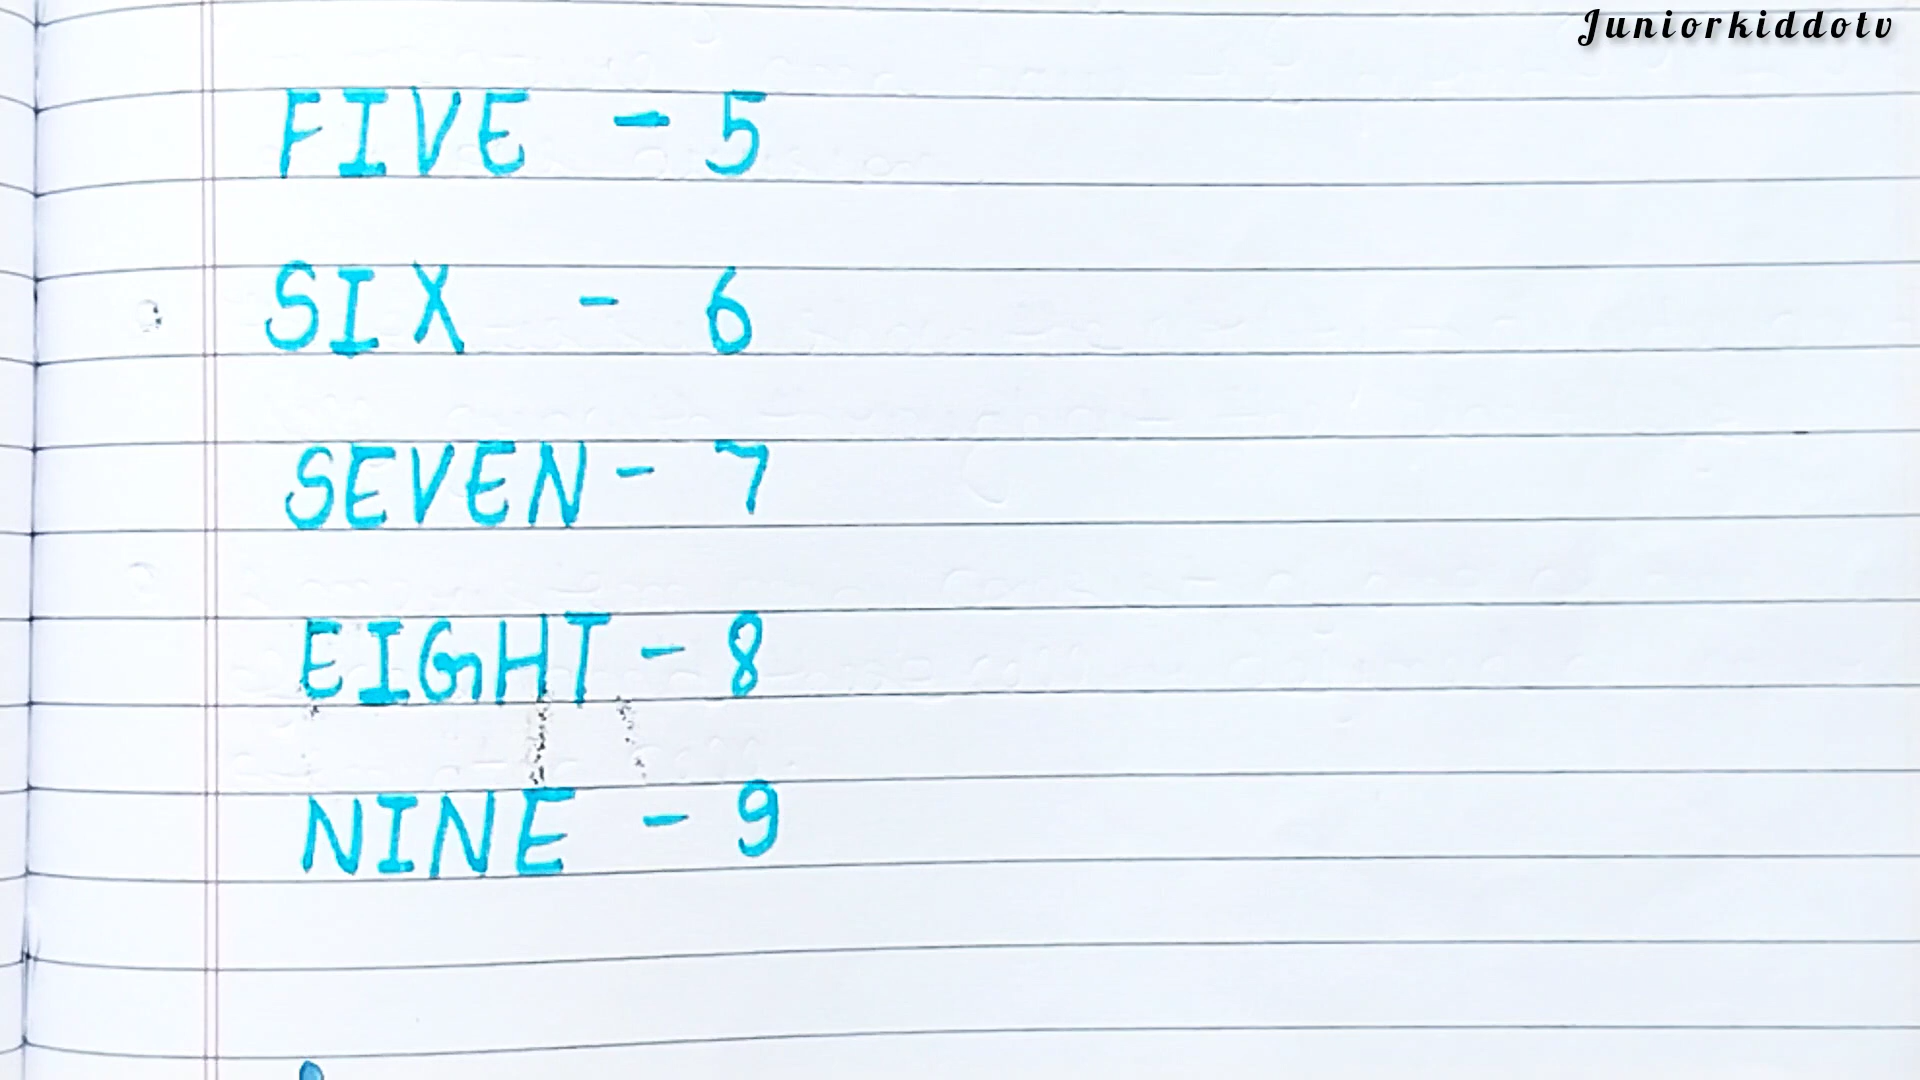 Juniorkiddotv
FIVE - 5
SIX - 6
SEVEN - 7
EIGHT - 8
NINE - 9